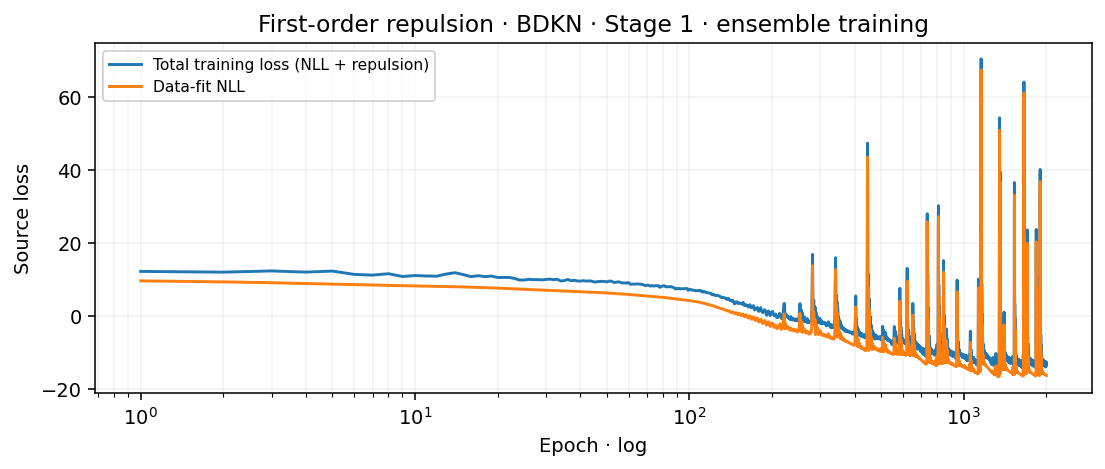 First-order repulsion · BDKN · Stage 1 · ensemble training
Total training loss (NLL + repulsion)
Data-fit NLL
Source loss
60
40
20
0
−20
10⁰ 10¹ 10² 10³
Epoch · log